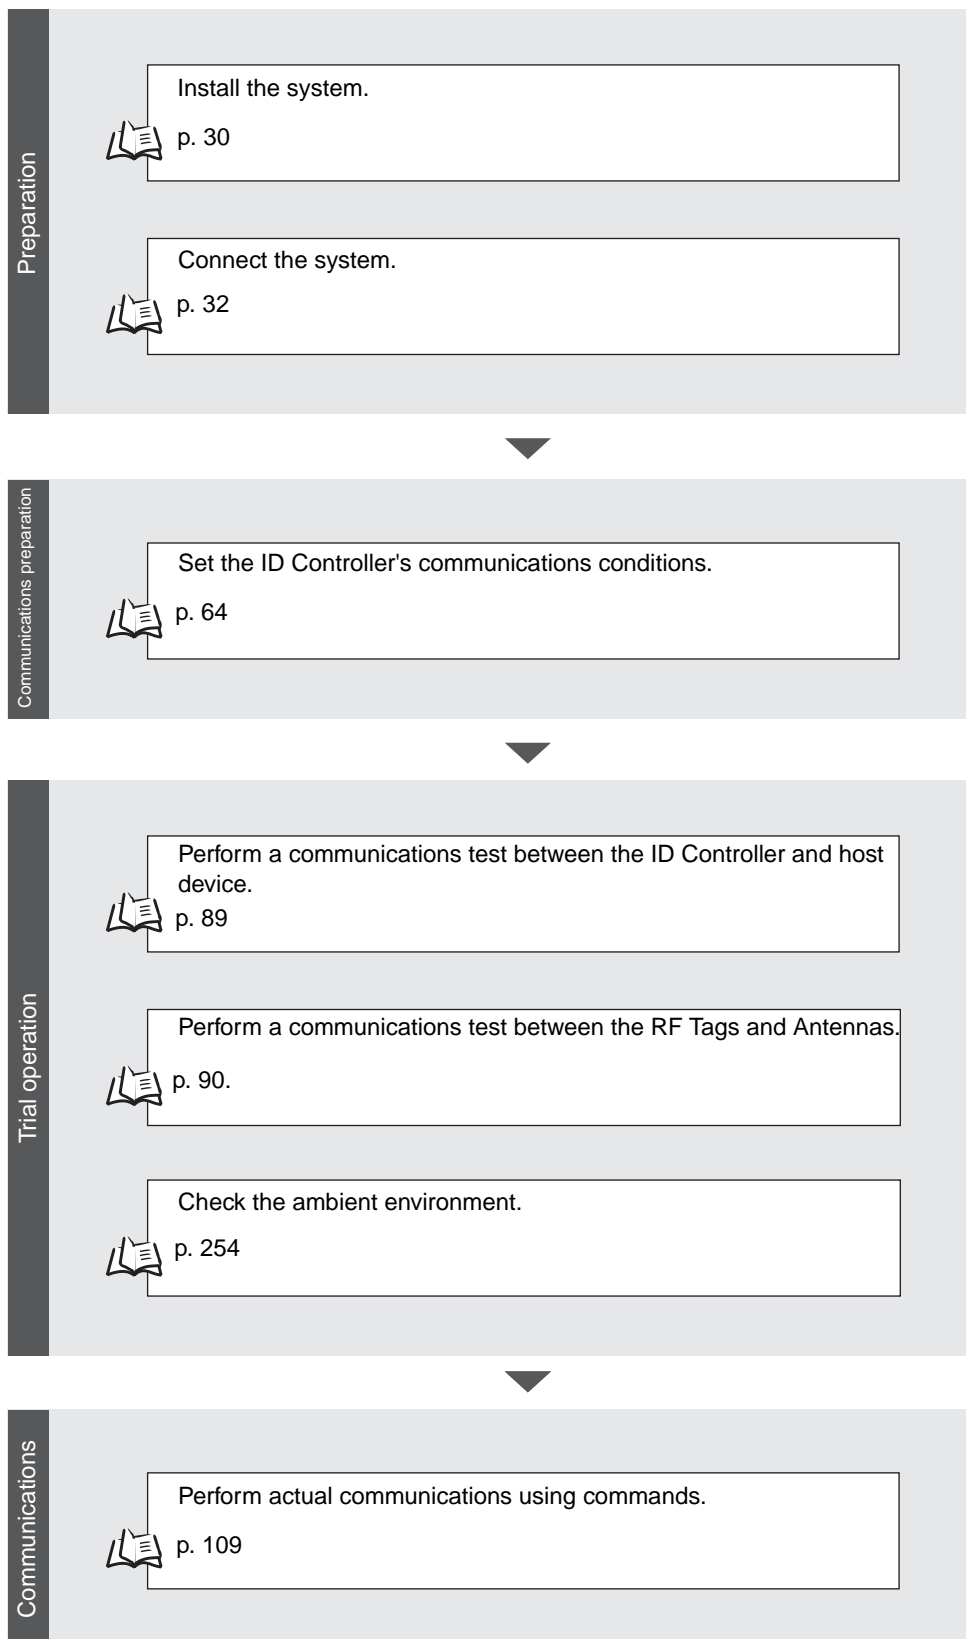 Preparation
Install the system.
p. 30
Connect the system.
p. 32
Communications preparation
Set the ID Controller's communications conditions.
p. 64
Trial operation
Perform a communications test between the ID Controller and host
device.
p. 89
Perform a communications test between the RF Tags and Antennas.
p. 90.
Check the ambient environment.
p. 254
Communications
Perform actual communications using commands.
p. 109